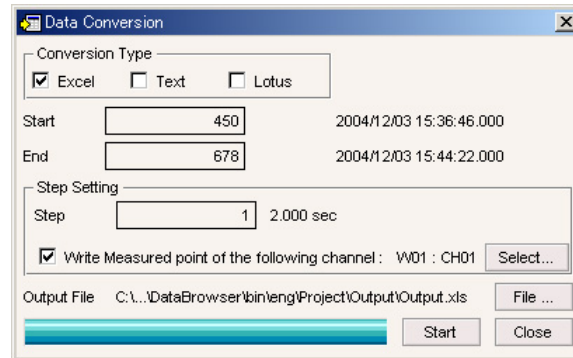 Data Conversion
Conversion Type
Excel Text Lotus
Start 450 2004/12/03 15:36:46.000
End 678 2004/12/03 15:44:22.000
Step Setting
Step 1 2.000 sec
Write Measured point of the following channel : W01 : CH01 Select...
Output File C:\...\DataBrowser\bin\eng\Project\Output\Output.xls File ...
Start Close